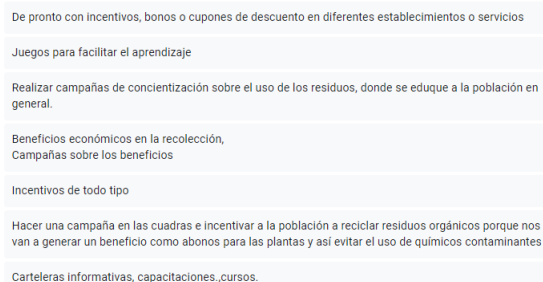 De pronto con incentivos, bonos o cupones de descuento en diferentes establecimientos o servicios
Juegos para facilitar el aprendizaje
Realizar campañas de concientización sobre el uso de los residuos, donde se eduque a la población en
general.
Beneficios económicos en la recolección,
Campañas sobre los beneficios
Incentivos de todo tipo
Hacer una campaña en las cuadras e incentivar a la población a reciclar residuos orgánicos porque nos
van a generar un beneficio como abonos para las plantas y así evitar el uso de químicos contaminantes
Carteleras informativas, capacitaciones.,cursos.